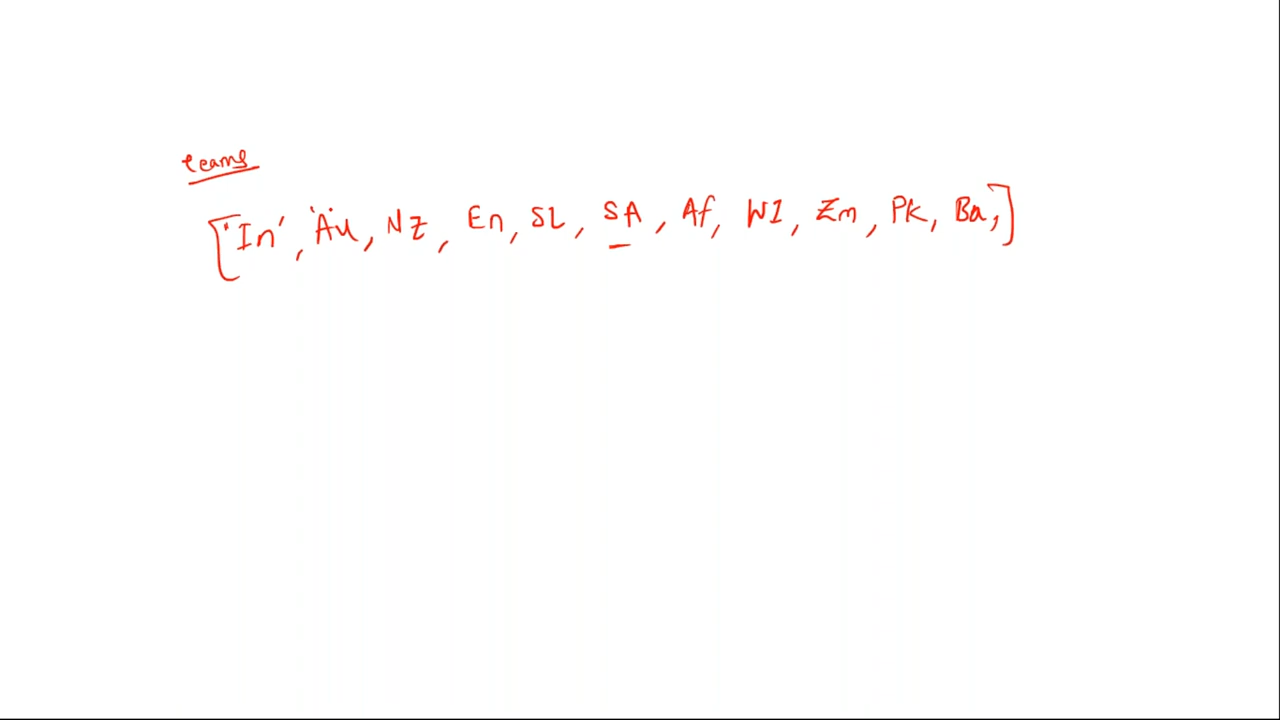 teams
['In', 'Au, NZ, En, SL, SA, Af, WI, Zm, PK, Ba,]